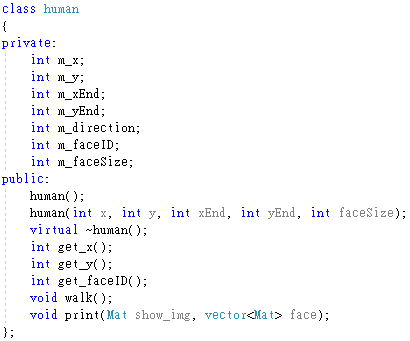 class human
{
private:
    int m_x;
    int m_y;
    int m_xEnd;
    int m_yEnd;
    int m_direction;
    int m_faceID;
    int m_faceSize;
public:
    human();
    human(int x, int y, int xEnd, int yEnd, int faceSize);
    virtual ~human();
    int get_x();
    int get_y();
    int get_faceID();
    void walk();
    void print(Mat show_img, vector<Mat> face);
};